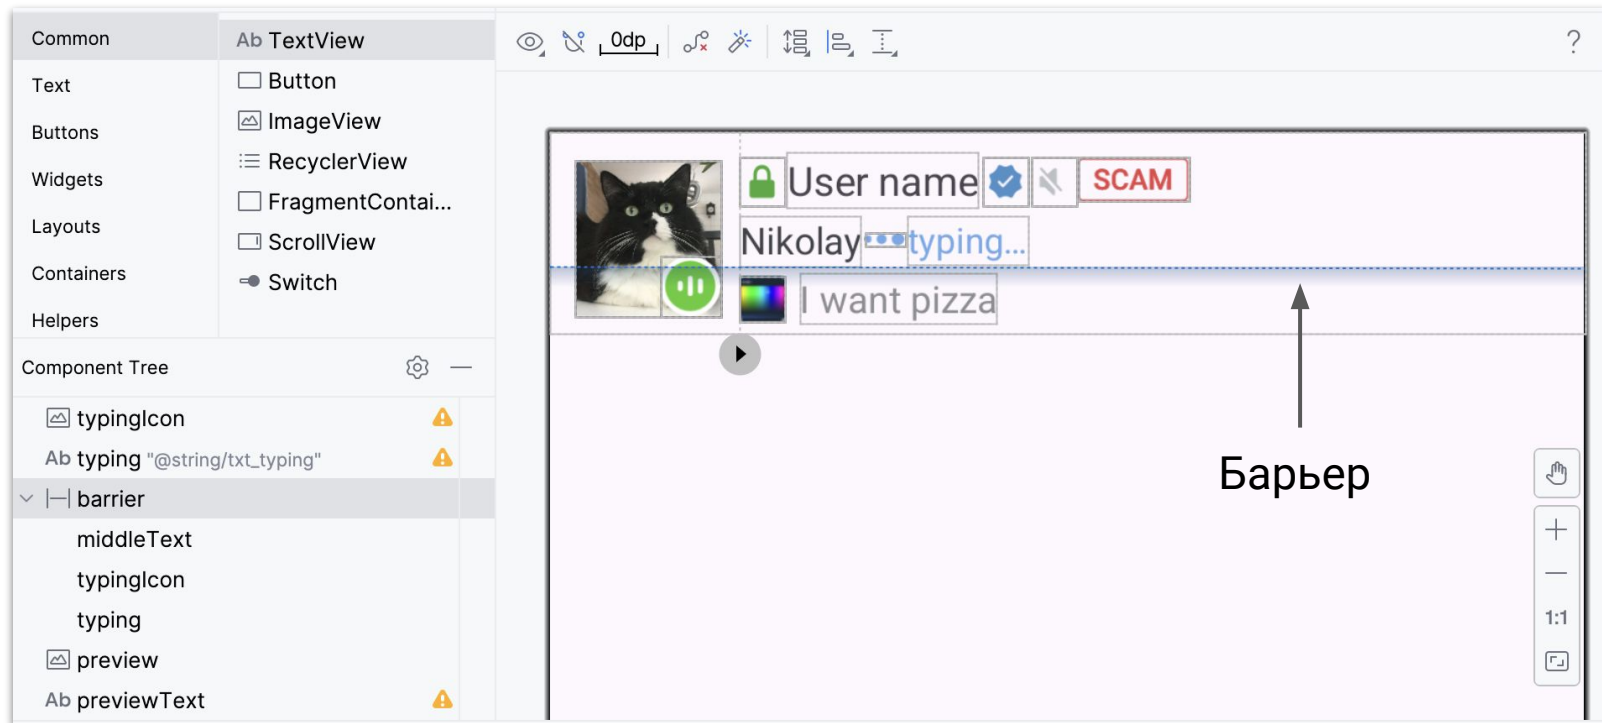 Common
Text
Buttons
Widgets
Layouts
Containers
Helpers
Ab TextView
Button
ImageView
RecyclerView
FragmentContai...
ScrollView
Switch
0dp
?
Component Tree
typingIcon
Ab typing "@string/txt_typing"
barrier
middleText
typingIcon
typing
preview
Ab previewText
User name SCAM
Nikolay typing...
I want pizza
Барьер
1:1